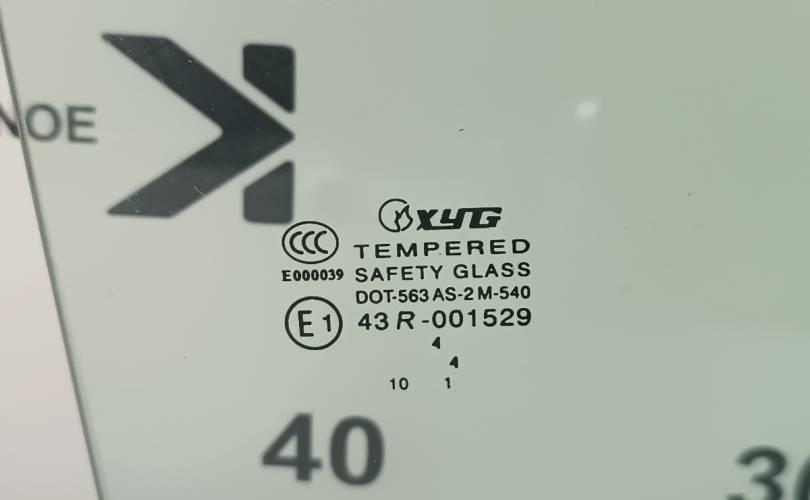 NOE
XYG
CCC
TEMPERED
E000039 SAFETY GLASS
DOT-563 AS-2 M-540
E1 43 R-001529
4
4
10 1
40